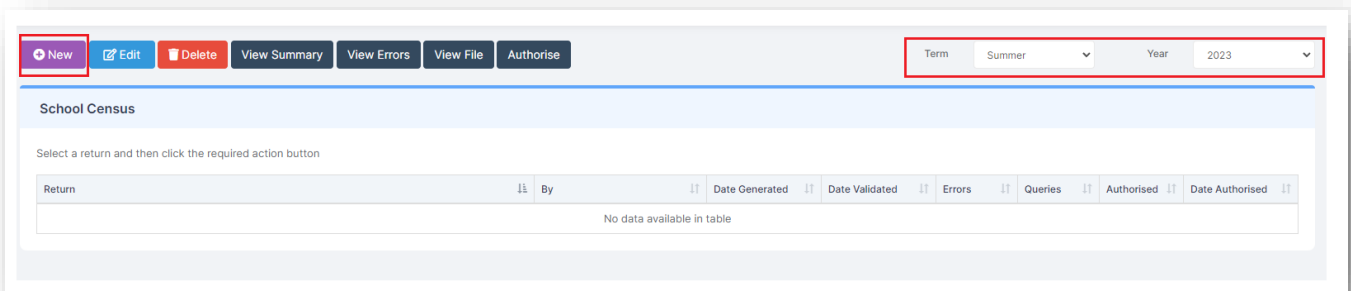 New Edit Delete View Summary View Errors View File Authorise Term Summer Year 2023
School Census
Select a return and then click the required action button
Return By Date Generated Date Validated Errors Queries Authorised Date Authorised
No data available in table